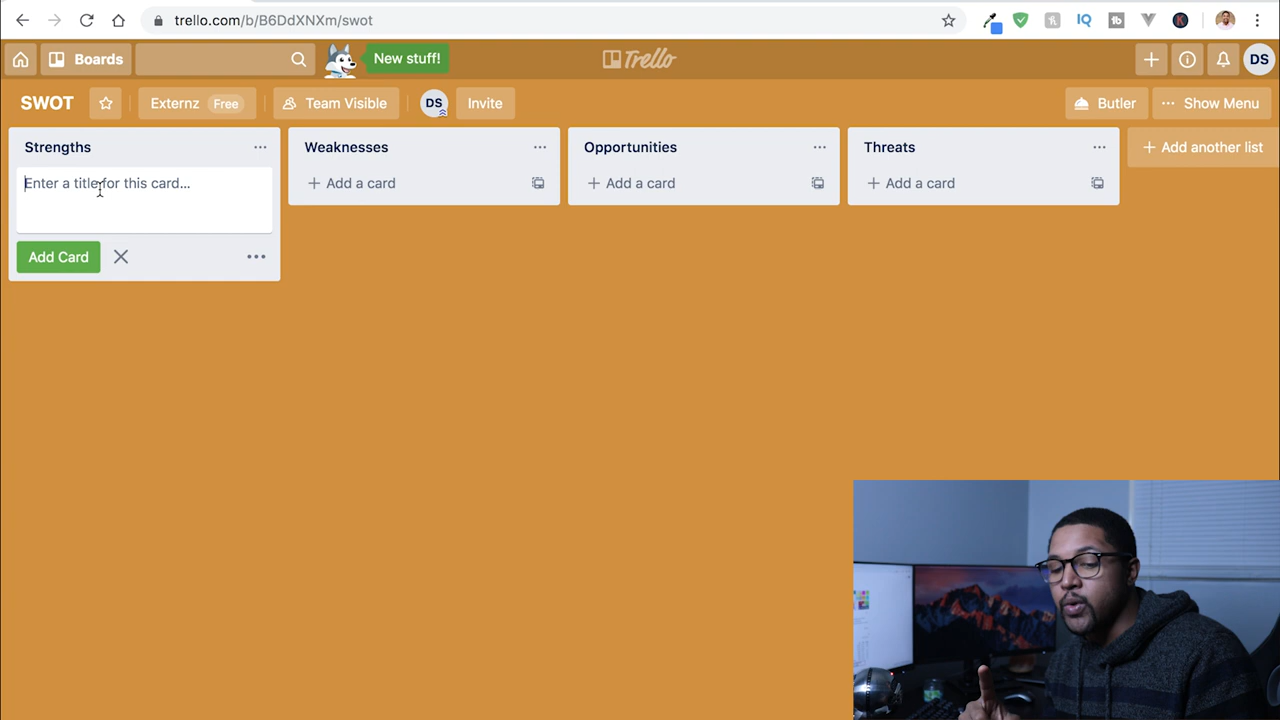 trello.com/b/B6DdXNXm/swot
Boards
New stuff!
Trello
DS
SWOT
Externz Free
Team Visible
DS
Invite
Butler
Show Menu
Strengths
Weaknesses
Opportunities
Threats
+ Add another list
Enter a title for this card...
+ Add a card
+ Add a card
+ Add a card
Add Card